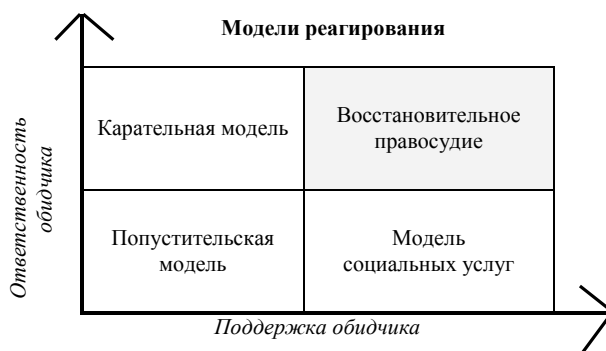 Модели реагирования
Ответственность
обидчика
Карательная модель
Восстановительное
правосудие
Попустительская
модель
Модель
социальных услуг
Поддержка обидчика